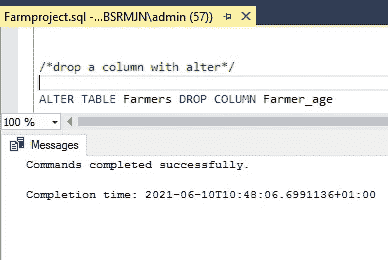 Farmproject.sql -...BSRMJN\admin (57))
/*drop a column with alter*/
ALTER TABLE Farmers DROP COLUMN Farmer_age
100 %
Messages
Commands completed successfully.
Completion time: 2021-06-10T10:48:06.6991136+01:00